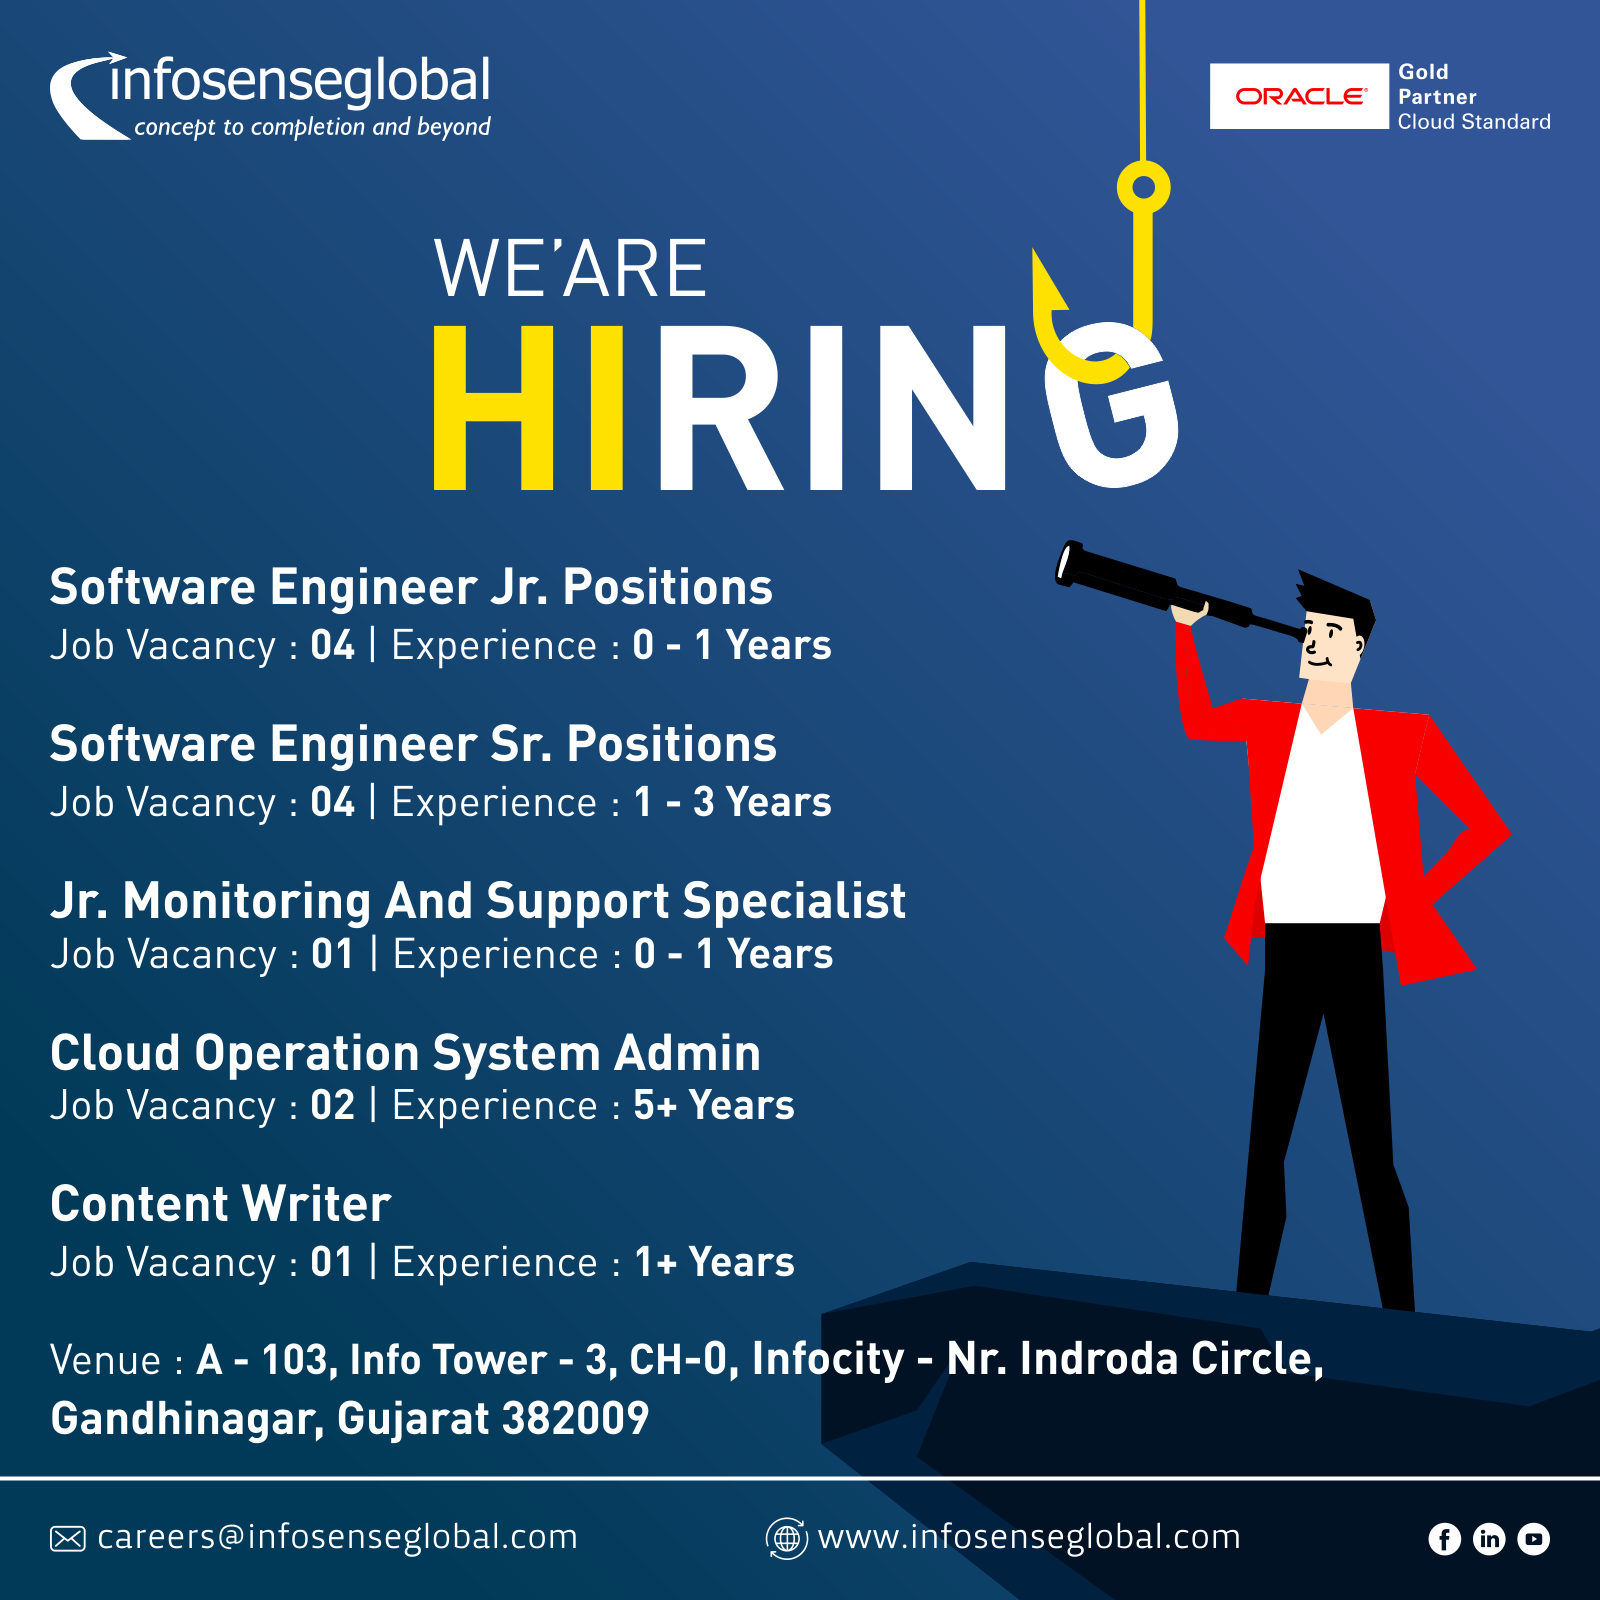 infosenseglobal
concept to completion and beyond
ORACLE
Gold
Partner
Cloud Standard
WE'ARE
HIRING
Software Engineer Jr. Positions
Job Vacancy : 04 | Experience : 0 - 1 Years
Software Engineer Sr. Positions
Job Vacancy : 04 | Experience : 1 - 3 Years
Jr. Monitoring And Support Specialist
Job Vacancy : 01 | Experience : 0 - 1 Years
Cloud Operation System Admin
Job Vacancy : 02 | Experience : 5+ Years
Content Writer
Job Vacancy : 01 | Experience : 1+ Years
Venue : A - 103, Info Tower - 3, CH-0, Infocity - Nr. Indroda Circle,
Gandhinagar, Gujarat 382009
careers@infosenseglobal.com
www.infosenseglobal.com